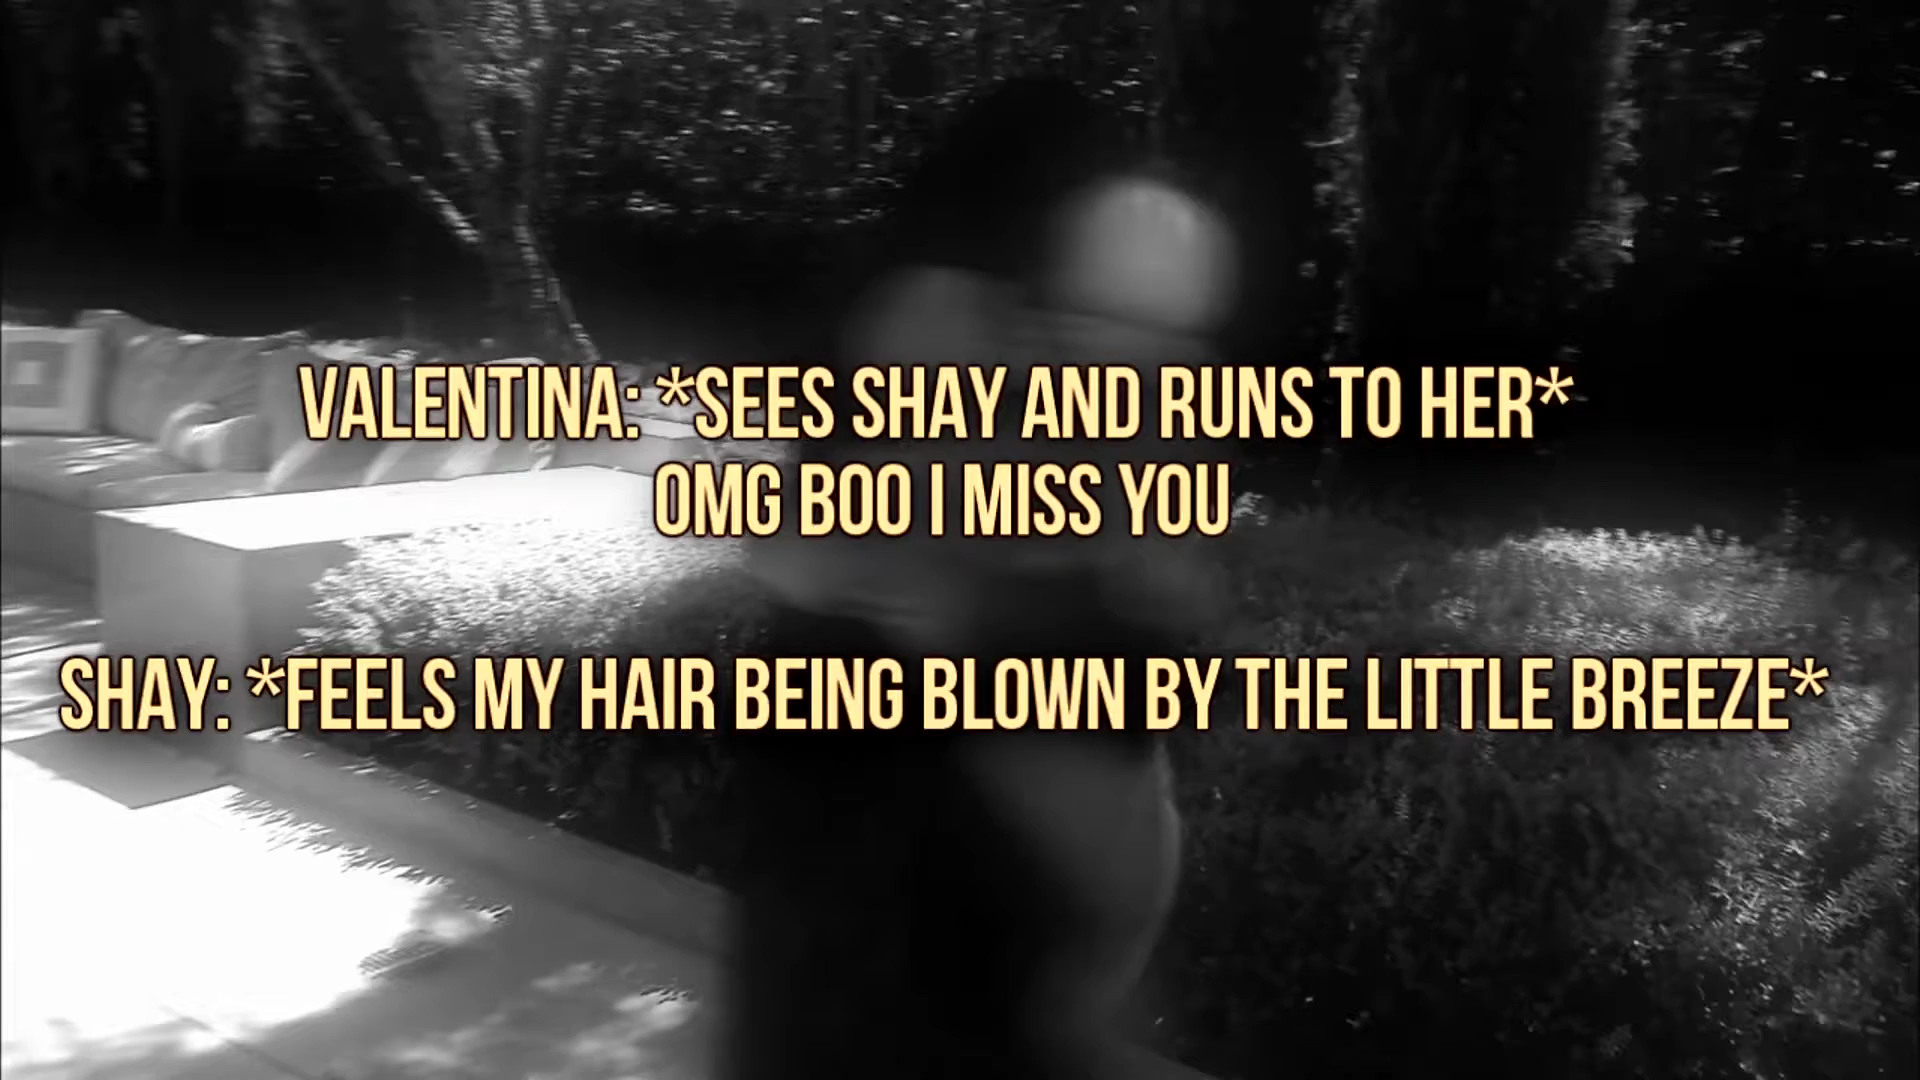 VALENTINA: *SEES SHAY AND RUNS TO HER*
OMG BOO I MISS YOU
SHAY: *FEELS MY HAIR BEING BLOWN BY THE LITTLE BREEZE*